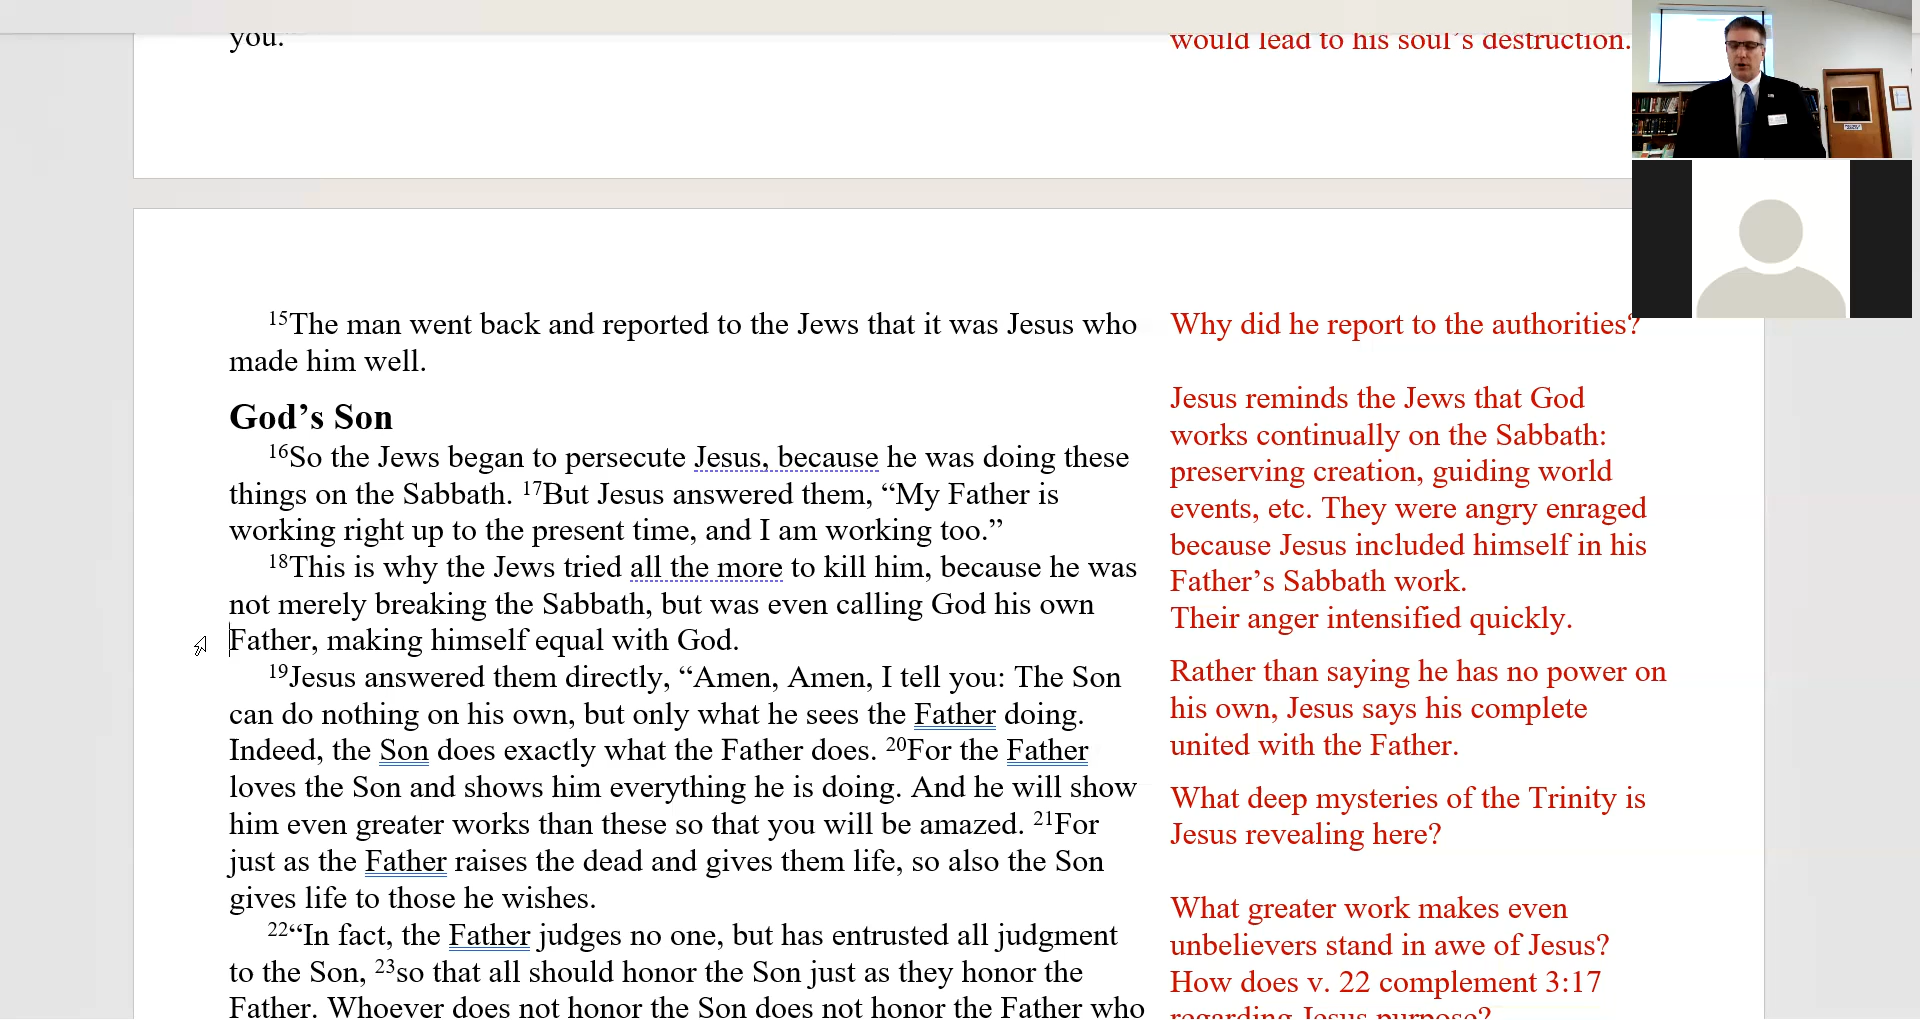 you.
would lead to his soul’s destruction.
15The man went back and reported to the Jews that it was Jesus who
made him well.
God’s Son
16So the Jews began to persecute Jesus, because he was doing these
things on the Sabbath. 17But Jesus answered them, “My Father is
working right up to the present time, and I am working too.”
18This is why the Jews tried all the more to kill him, because he was
not merely breaking the Sabbath, but was even calling God his own
Father, making himself equal with God.
19Jesus answered them directly, “Amen, Amen, I tell you: The Son
can do nothing on his own, but only what he sees the Father doing.
Indeed, the Son does exactly what the Father does. 20For the Father
loves the Son and shows him everything he is doing. And he will show
him even greater works than these so that you will be amazed. 21For
just as the Father raises the dead and gives them life, so also the Son
gives life to those he wishes.
22“In fact, the Father judges no one, but has entrusted all judgment
to the Son, 23so that all should honor the Son just as they honor the
Father. Whoever does not honor the Son does not honor the Father who
Why did he report to the authorities?
Jesus reminds the Jews that God
works continually on the Sabbath:
preserving creation, guiding world
events, etc. They were angry enraged
because Jesus included himself in his
Father’s Sabbath work.
Their anger intensified quickly.
Rather than saying he has no power on
his own, Jesus says his complete
united with the Father.
What deep mysteries of the Trinity is
Jesus revealing here?
What greater work makes even
unbelievers stand in awe of Jesus?
How does v. 22 complement 3:17
regarding Jesus purpose?